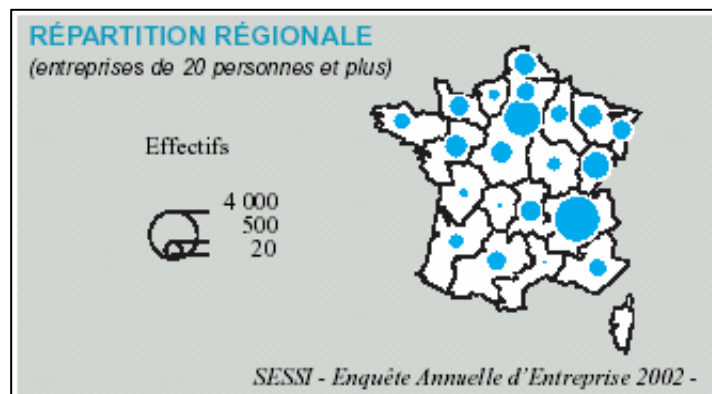 RÉPARTITION RÉGIONALE
(entreprises de 20 personnes et plus)
Effectifs
4 000
500
20
SESSI - Enquête Annuelle d'Entreprise 2002 -